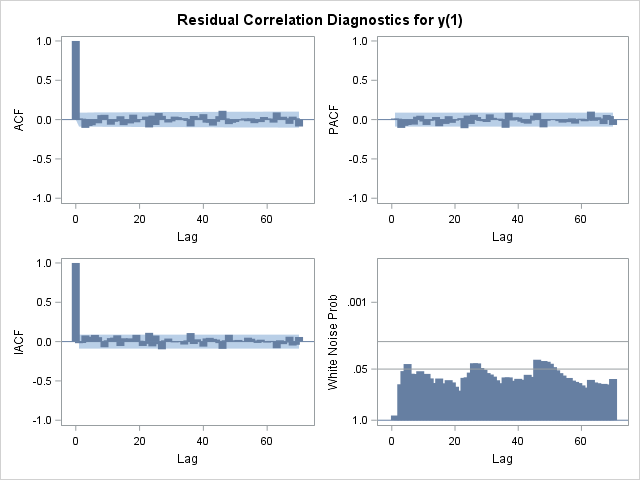 Residual Correlation Diagnostics for y(1)
1.0
0.5
0.0
-0.5
-1.0
ACF
0 20 40 60
Lag
1.0
0.5
0.0
-0.5
-1.0
PACF
0 20 40 60
Lag
1.0
0.5
0.0
-0.5
-1.0
IACF
0 20 40 60
Lag
.001
.05
1.0
White Noise Prob
0 20 40 60
Lag